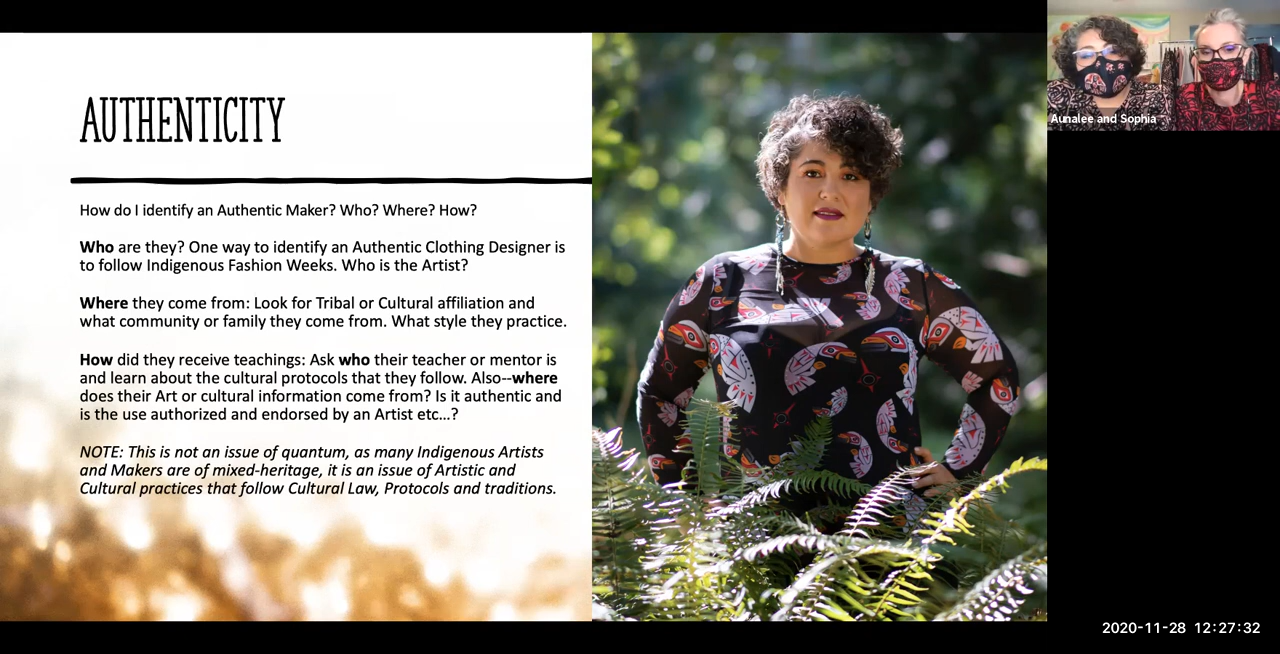 AUTHENTICITY
How do I identify an Authentic Maker? Who? Where? How?
Who are they? One way to identify an Authentic Clothing Designer is
to follow Indigenous Fashion Weeks. Who is the Artist?
Where they come from: Look for Tribal or Cultural affiliation and
what community or family they come from. What style they practice.
How did they receive teachings: Ask who their teacher or mentor is
and learn about the cultural protocols that they follow. Also--where
does their Art or cultural information come from? Is it authentic and
is the use authorized and endorsed by an Artist etc...?
NOTE: This is not an issue of quantum, as many Indigenous Artists
and Makers are of mixed-heritage, it is an issue of Artistic and
Cultural practices that follow Cultural Law, Protocols and traditions.
Aunalee and Sophia
2020-11-28 12:27:32